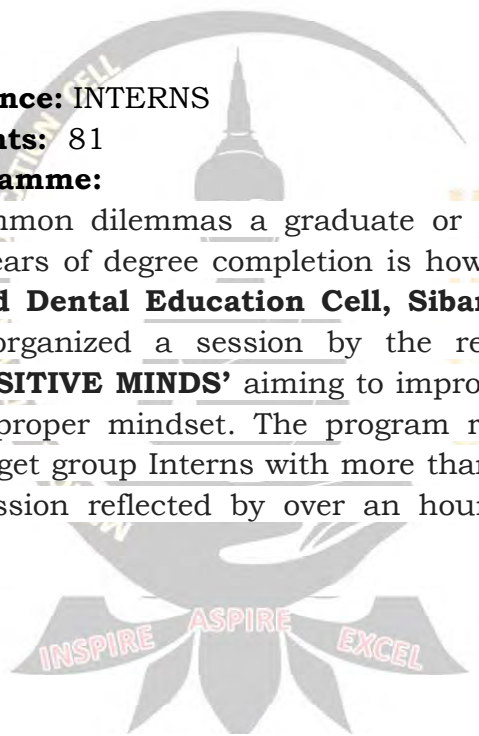 nce: INTERNS
nts: 81
amme:
mmon dilemmas a graduate or
ears of degree completion is how
d Dental Education Cell, Sibar
organized a session by the re
SITIVE MINDS’ aiming to impro
proper mindset. The program r
get group Interns with more than
ssion reflected by over an hour
INSPIRE ASPIRE EXCEL